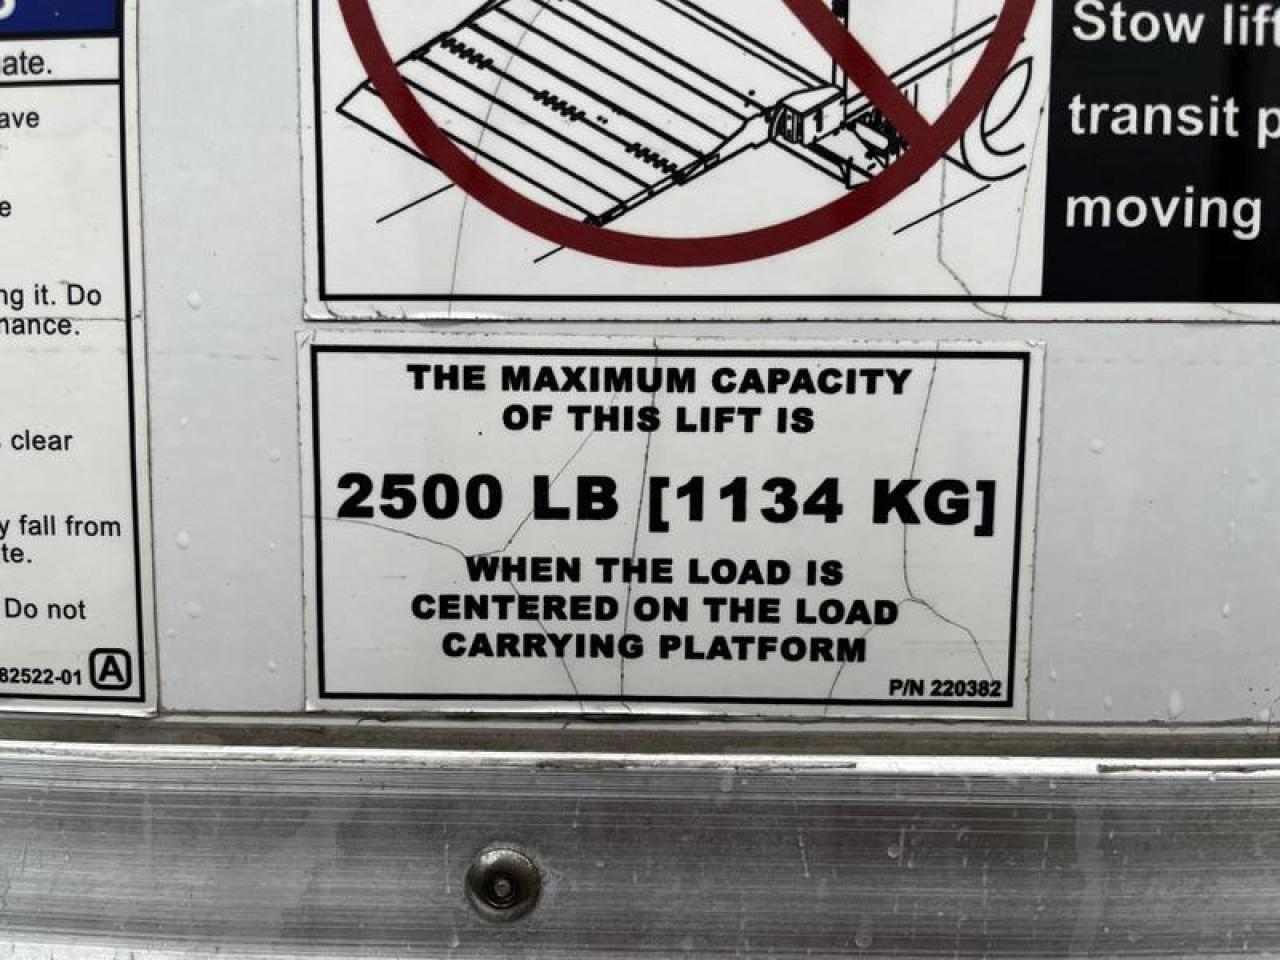 ate.
ave
e
ng it. Do
nance.
clear
y fall from
te.
Do not
82522-01 A
Stow lift
transit p
moving
THE MAXIMUM CAPACITY
OF THIS LIFT IS
2500 LB [1134 KG]
WHEN THE LOAD IS
CENTERED ON THE LOAD
CARRYING PLATFORM
P/N 220382